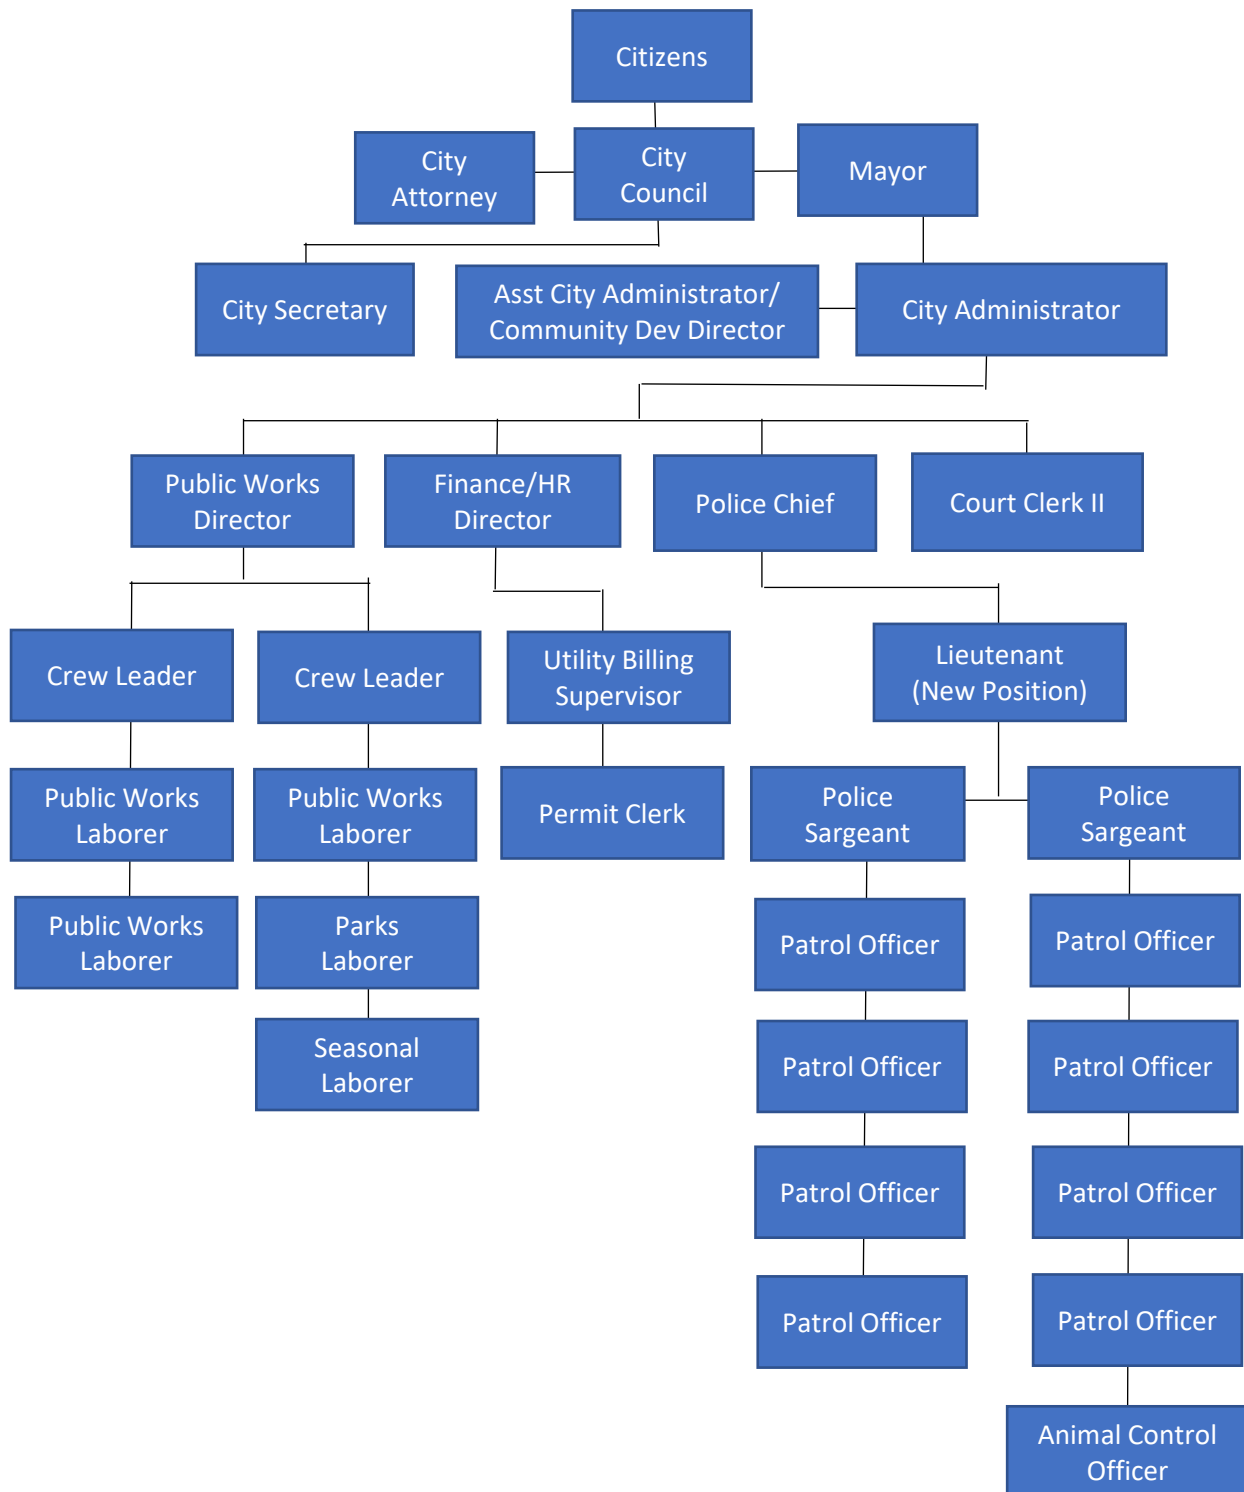 Citizens
City
Attorney
City
Council
Mayor
City Secretary
Asst City Administrator/
Community Dev Director
City Administrator
Public Works
Director
Finance/HR
Director
Police Chief
Court Clerk II
Crew Leader
Crew Leader
Utility Billing
Supervisor
Lieutenant
(New Position)
Public Works
Laborer
Public Works
Laborer
Permit Clerk
Police
Sargeant
Police
Sargeant
Public Works
Laborer
Parks
Laborer
Patrol Officer
Patrol Officer
Seasonal
Laborer
Patrol Officer
Patrol Officer
Patrol Officer
Patrol Officer
Patrol Officer
Patrol Officer
Animal Control
Officer